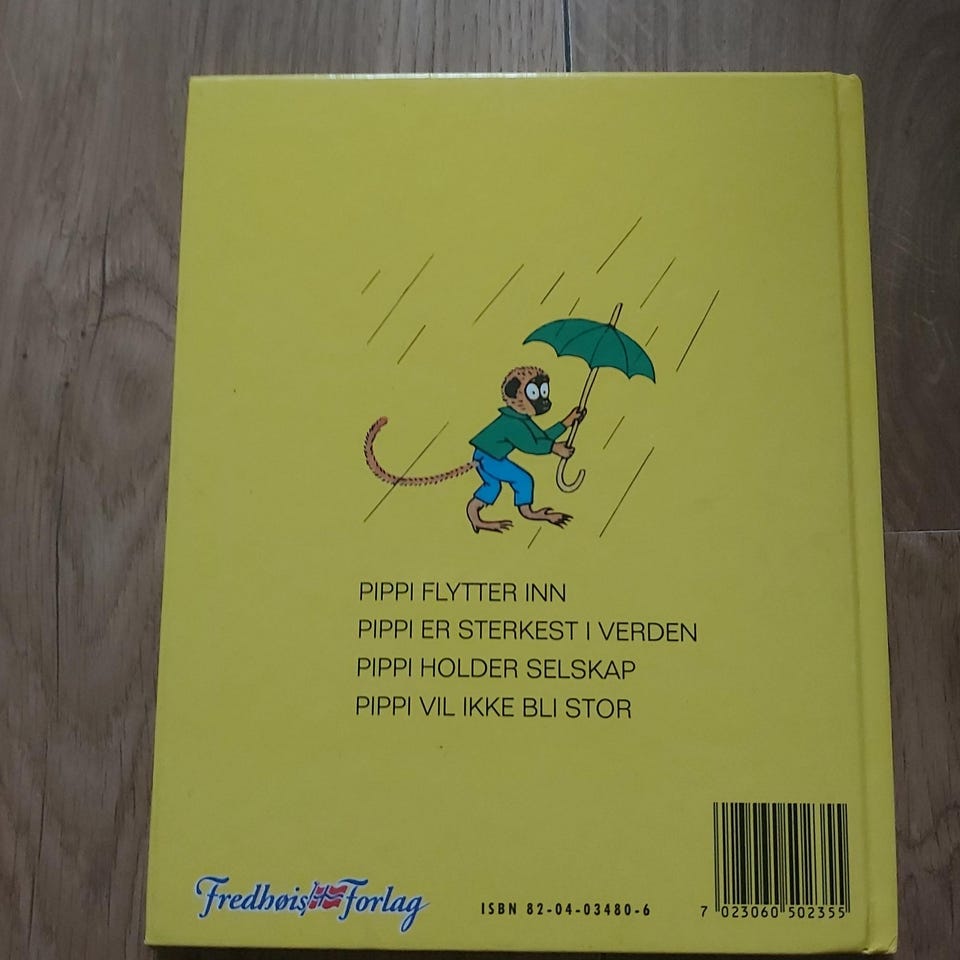 PIPPI FLYTTER INN
PIPPI ER STERKEST I VERDEN
PIPPI HOLDER SELSKAP
PIPPI VIL IKKE BLI STOR
Fredhøis Forlag
ISBN 82-04-03480-6
7 023060 502355